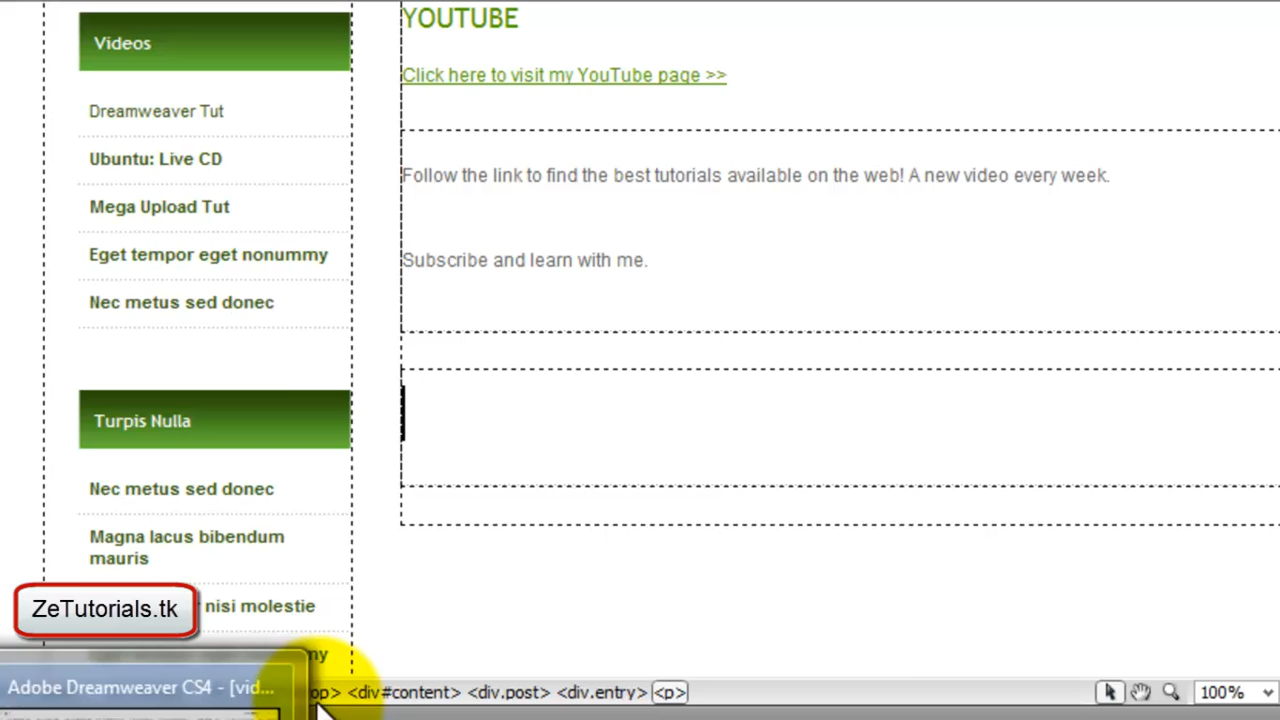 YOUTUBE
Click here to visit my YouTube page >>
Follow the link to find the best tutorials available on the web! A new video every week.
Subscribe and learn with me.
Videos
Dreamweaver Tut
Ubuntu: Live CD
Mega Upload Tut
Eget tempor eget nonummy
Nec metus sed donec
Turpis Nulla
Nec metus sed donec
Magna lacus bibendum
mauris
nisi molestie
ZeTutorials.tk
Adobe Dreamweaver CS4 - [vid...
op> <div#content> <div.post> <div.entry> <p>
100%